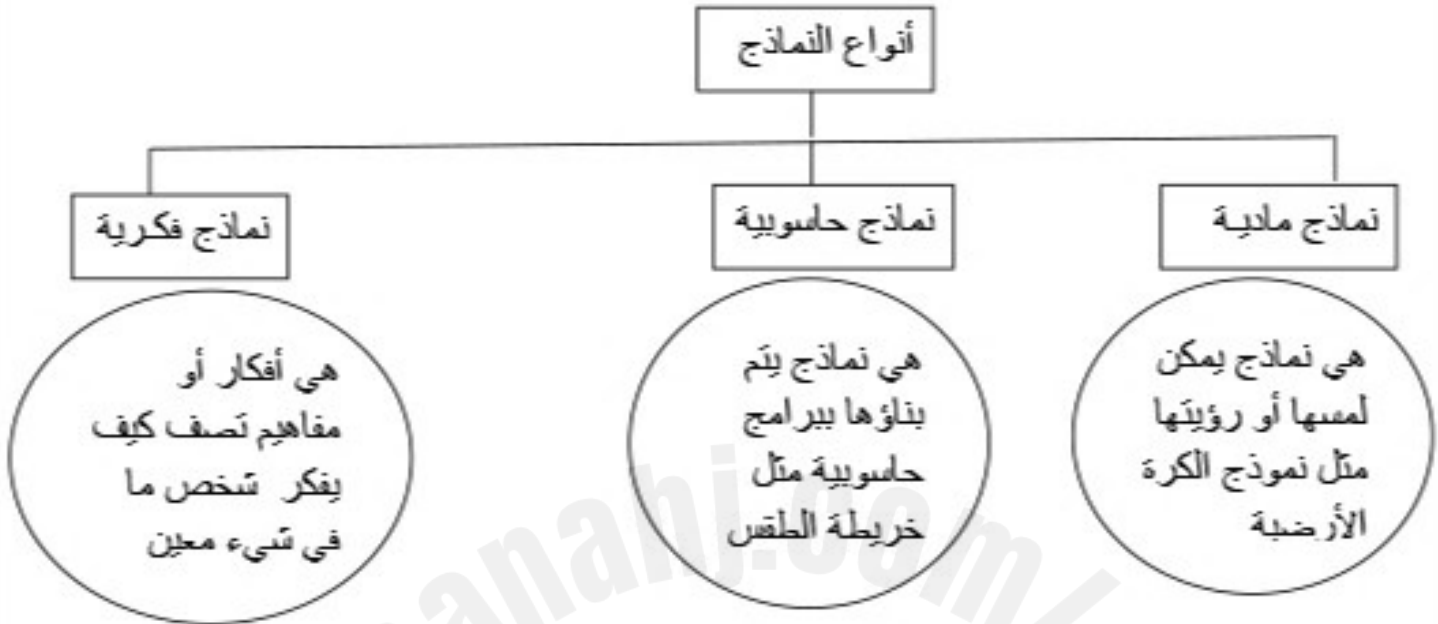 أنواع النماذج
نماذج مادية
نماذج حاسوبية
نماذج فكرية
هي نماذج يمكن
لمسها أو رؤيتها
مثل نموذج الكرة
الأرضية
هي نماذج يتم
بناؤها ببرامج
حاسوبية مثل
خريطة الطقس
هي أفكار أو
مفاهيم تصف كيف
يفكر شخص ما
في شيء معين
anahj.com/